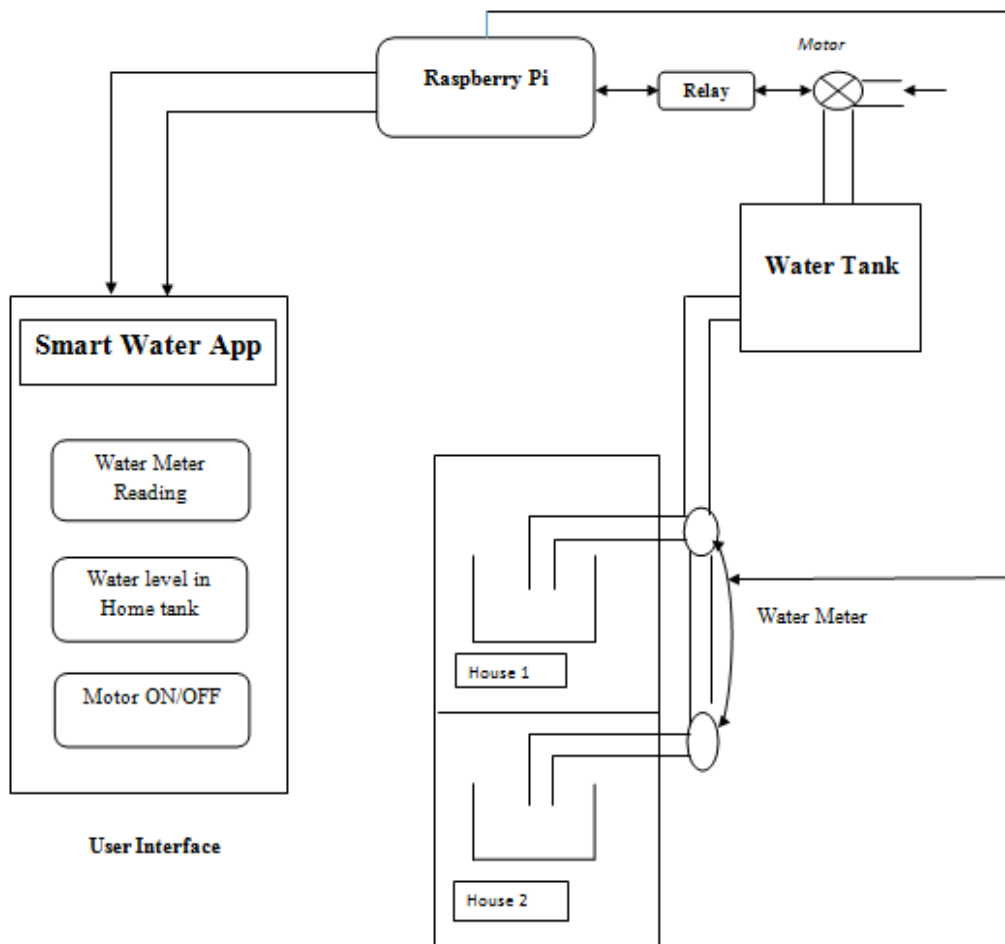 Motor
Raspberry Pi
Relay
Water Tank
Smart Water App
Water Meter
Reading
Water level in
Home tank
Motor ON/OFF
User Interface
House 1
Water Meter
House 2